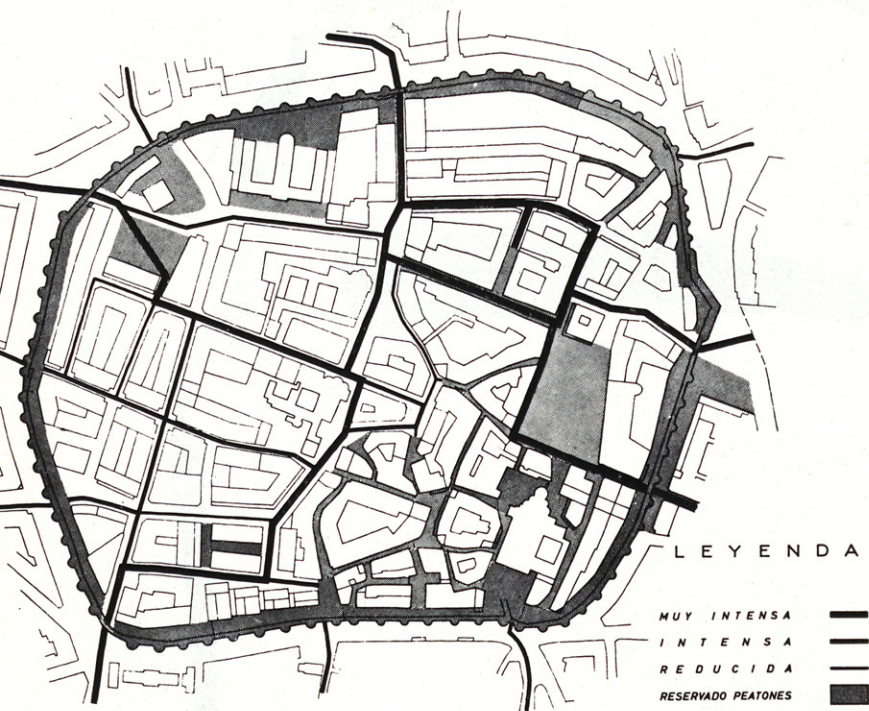 LEYENDA
MUY INTENSA
INTENSA
REDUCIDA
RESERVADO PEATONES